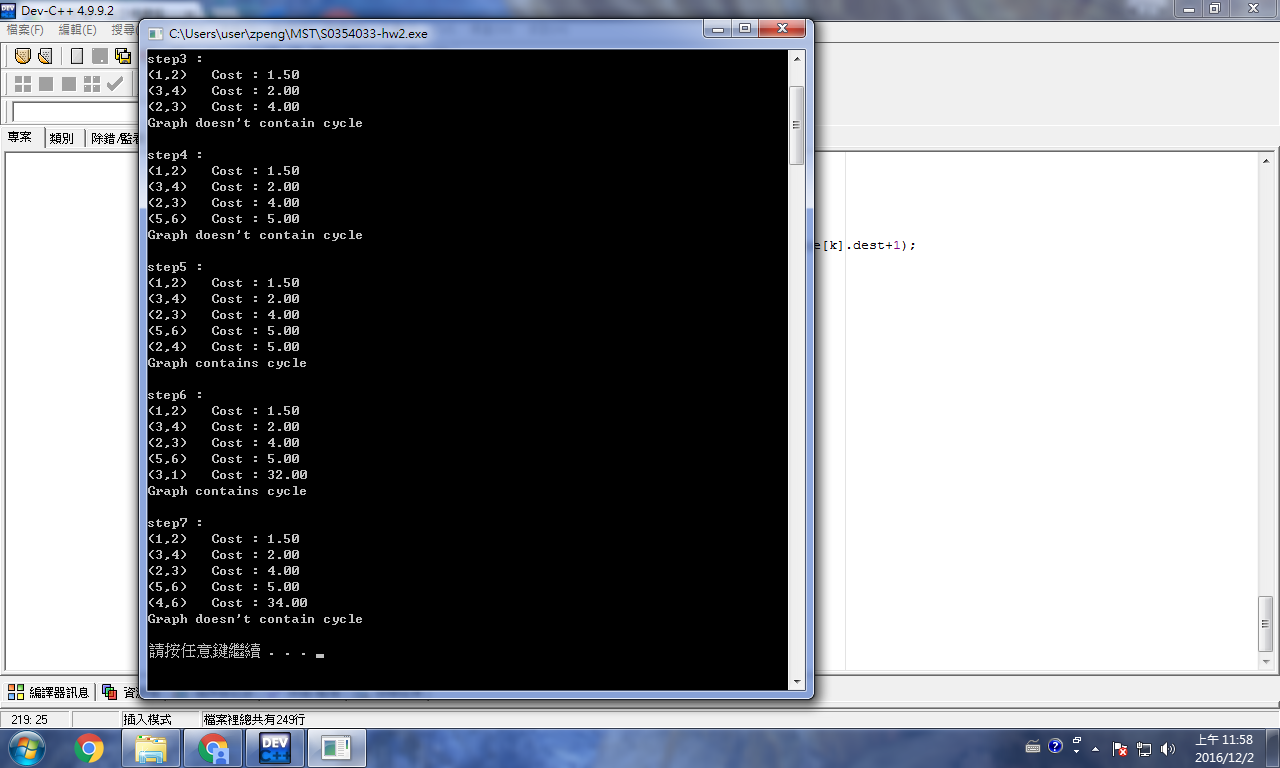 Dev-C++ 4.9.9.2
檔案(F) 編輯(E) 搜尋
C:\Users\user\zpeng\MST\S0354033-hw2.exe
專案 類別 除錯/監看
step3 :
(1,2) Cost : 1.50
(3,4) Cost : 2.00
(2,3) Cost : 4.00
Graph doesn't contain cycle
step4 :
(1,2) Cost : 1.50
(3,4) Cost : 2.00
(2,3) Cost : 4.00
(5,6) Cost : 5.00
Graph doesn't contain cycle
step5 :
(1,2) Cost : 1.50
(3,4) Cost : 2.00
(2,3) Cost : 4.00
(5,6) Cost : 5.00
(2,4) Cost : 5.00
Graph contains cycle
step6 :
(1,2) Cost : 1.50
(3,4) Cost : 2.00
(2,3) Cost : 4.00
(5,6) Cost : 5.00
(3,1) Cost : 32.00
Graph contains cycle
step7 :
(1,2) Cost : 1.50
(3,4) Cost : 2.00
(2,3) Cost : 4.00
(5,6) Cost : 5.00
(4,6) Cost : 34.00
Graph doesn't contain cycle
請按任意鍵繼續 . . .
e[k].dest+1);
編譯器訊息 資
219: 25 插入模式 檔案裡總共有249行
DEV C++
上午 11:58
2016/12/2